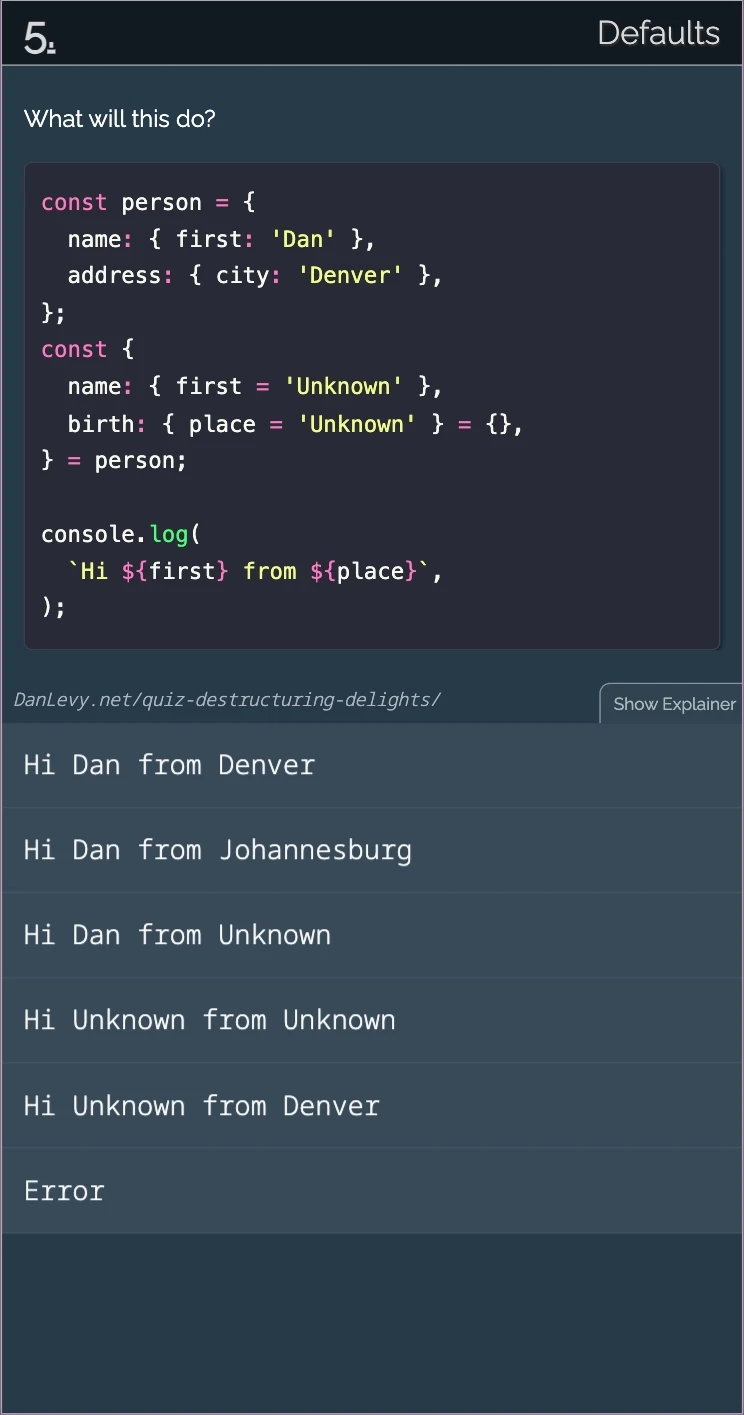 5.
Defaults
What will this do?
const person = {
  name: { first: 'Dan' },
  address: { city: 'Denver' },
};
const {
  name: { first = 'Unknown' },
  birth: { place = 'Unknown' } = {},
} = person;

console.log(
  `Hi ${first} from ${place}`,
);
DanLevy.net/quiz-destructuring-delights/
Show Explainer
Hi Dan from Denver
Hi Dan from Johannesburg
Hi Dan from Unknown
Hi Unknown from Unknown
Hi Unknown from Denver
Error